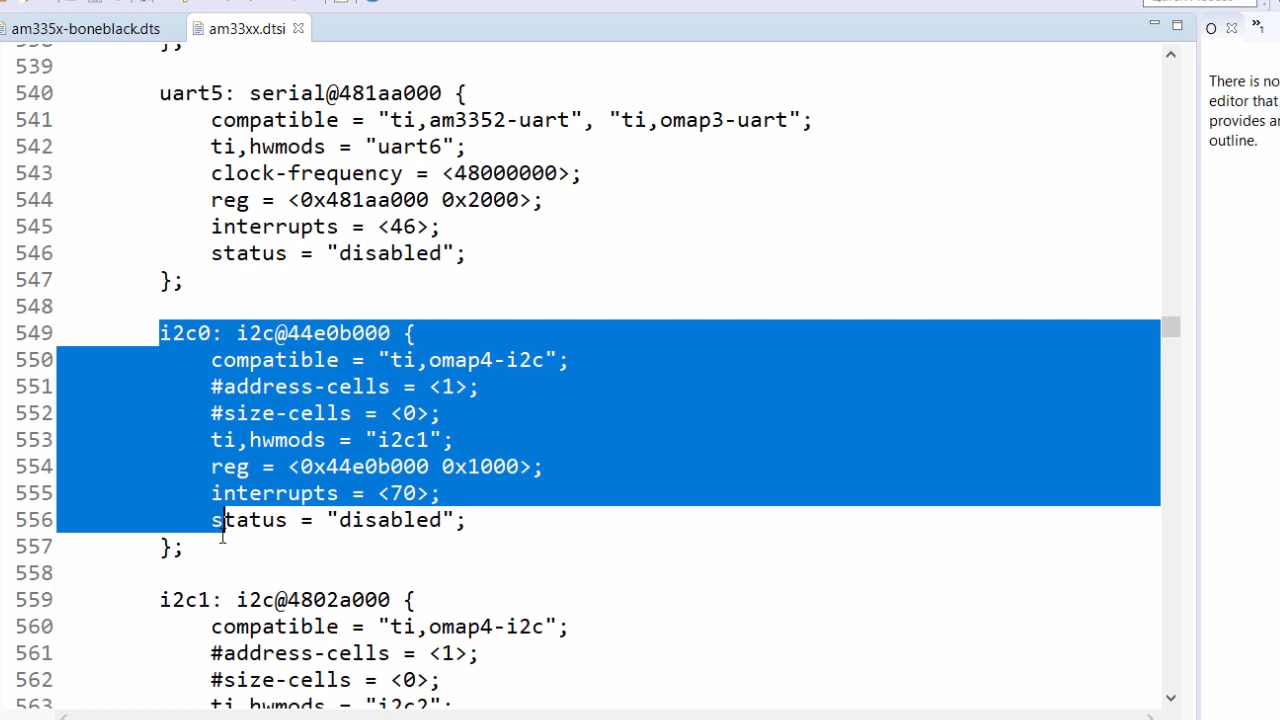 am335x-boneblack.dts
am33xx.dtsi
O
1
There is no
editor that
provides an
outline.
};
539
540 uart5: serial@481aa000 {
541 compatible = "ti,am3352-uart", "ti,omap3-uart";
542 ti,hwmods = "uart6";
543 clock-frequency = <48000000>;
544 reg = <0x481aa000 0x2000>;
545 interrupts = <46>;
546 status = "disabled";
547 };
548
549 i2c0: i2c@44e0b000 {
550 compatible = "ti,omap4-i2c";
551 #address-cells = <1>;
552 #size-cells = <0>;
553 ti,hwmods = "i2c1";
554 reg = <0x44e0b000 0x1000>;
555 interrupts = <70>;
556 status = "disabled";
557 };
558
559 i2c1: i2c@4802a000 {
560 compatible = "ti,omap4-i2c";
561 #address-cells = <1>;
562 #size-cells = <0>;
563 ti,hwmods = "i2c2";